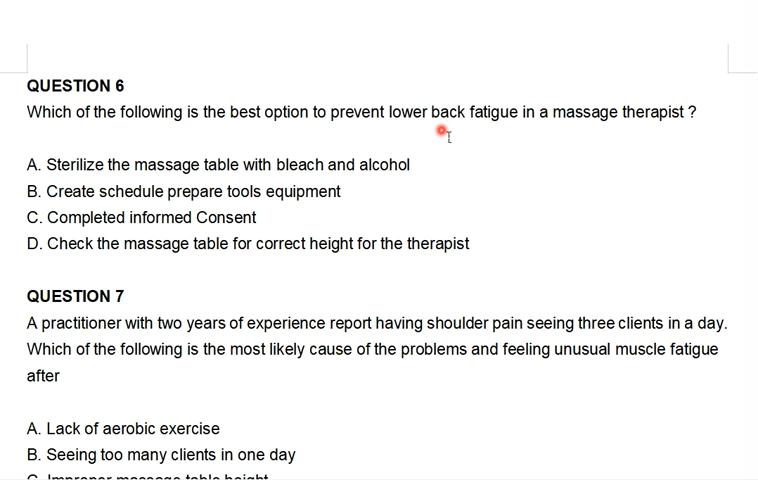 QUESTION 6
Which of the following is the best option to prevent lower back fatigue in a massage therapist ?
A. Sterilize the massage table with bleach and alcohol
B. Create schedule prepare tools equipment
C. Completed informed Consent
D. Check the massage table for correct height for the therapist
QUESTION 7
A practitioner with two years of experience report having shoulder pain seeing three clients in a day.
Which of the following is the most likely cause of the problems and feeling unusual muscle fatigue
after
A. Lack of aerobic exercise
B. Seeing too many clients in one day
C. Improper massage table height